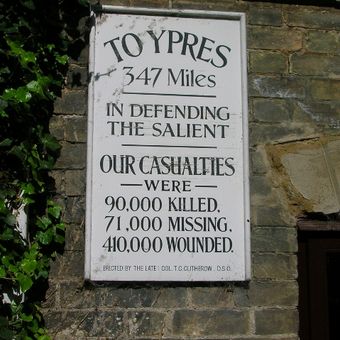 TO YPRES
347 Miles
IN DEFENDING
THE SALIENT
OUR CASUALTIES
WERE
90,000 KILLED,
71,000 MISSING,
410,000 WOUNDED.
ERECTED BY THE LATE: COL. T.C. CLITHEROW. D.S.O.